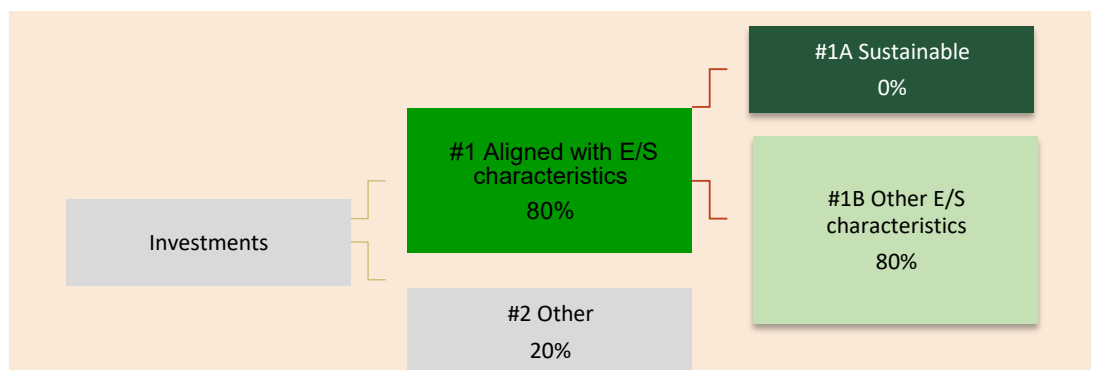 Investments
#1 Aligned with E/S
characteristics
80%
#2 Other
20%
#1A Sustainable
0%
#1B Other E/S
characteristics
80%